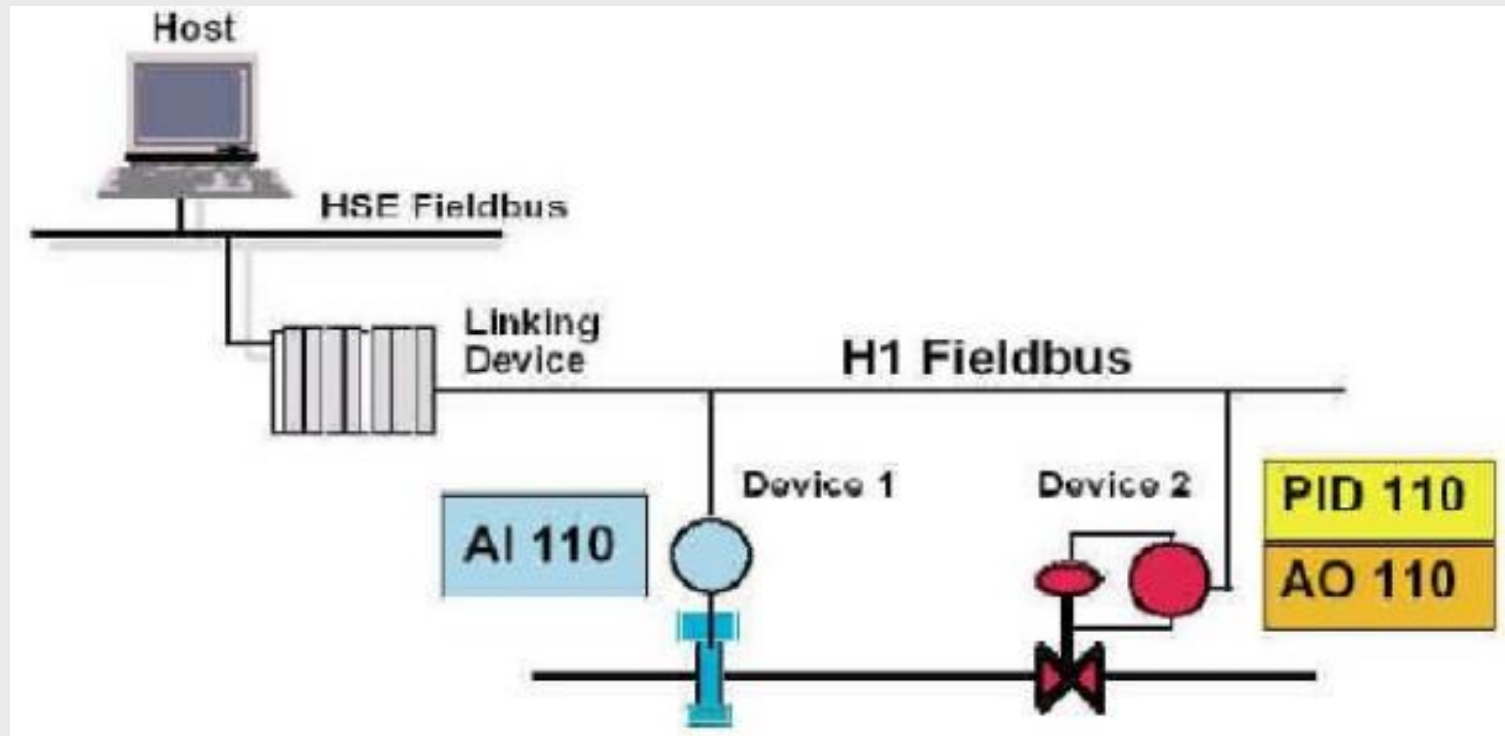 Host
HSE Fieldbus
Linking
Device
H1 Fieldbus
Device 1
Device 2
AI 110
PID 110
AO 110